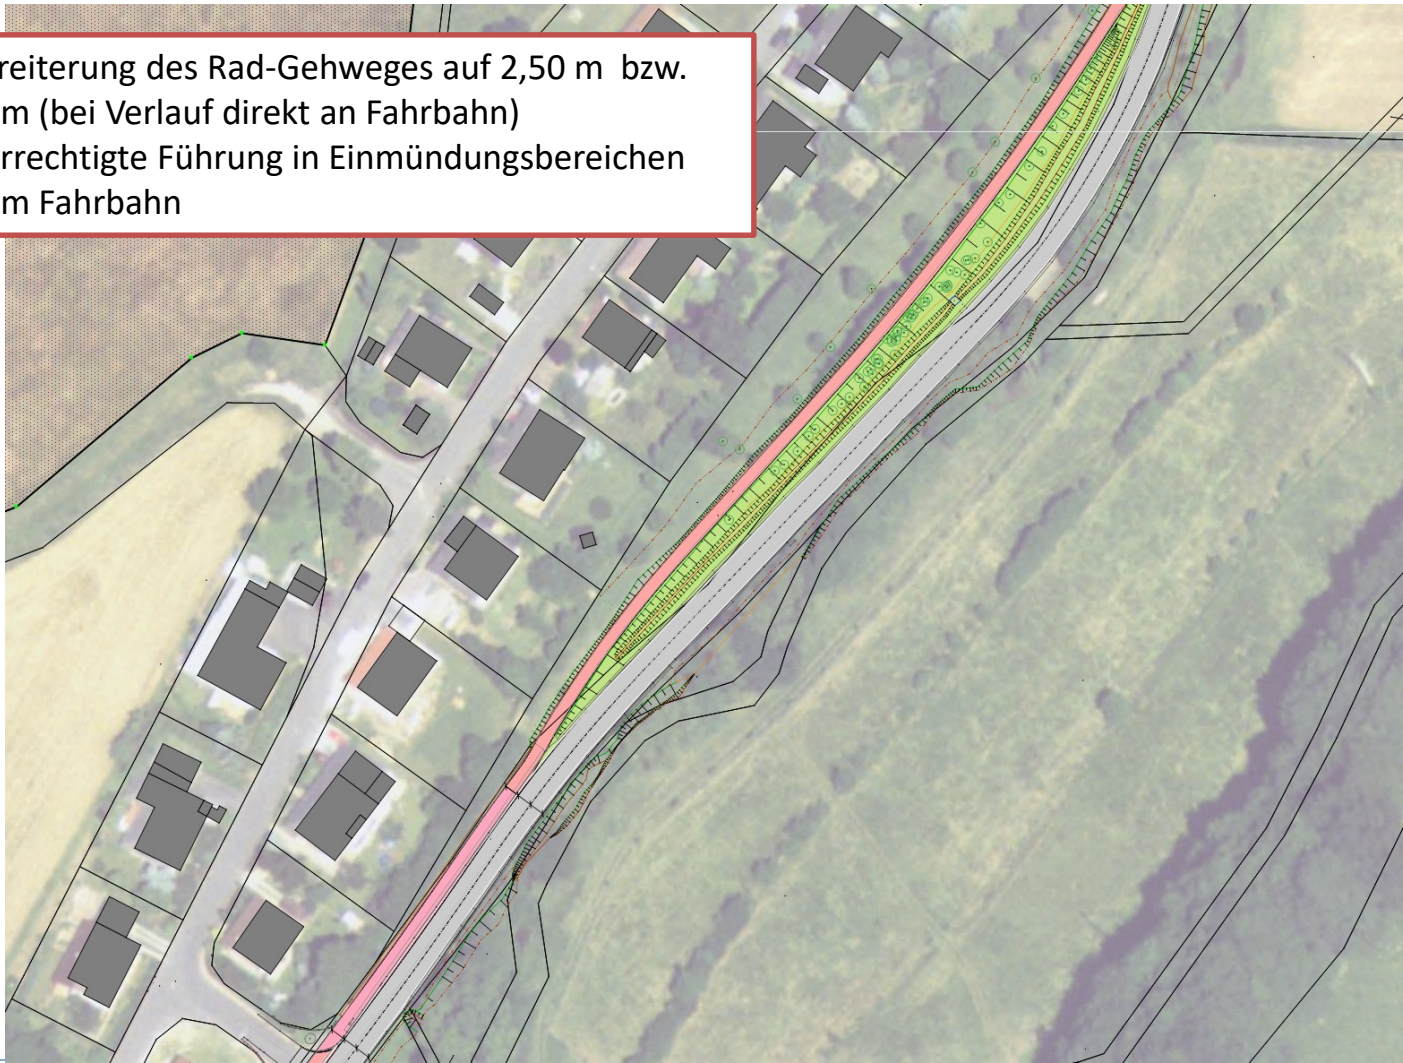 reiterung des Rad-Gehweges auf 2,50 m bzw.
m (bei Verlauf direkt an Fahrbahn)
rrechtigte Führung in Einmündungsbereichen
m Fahrbahn